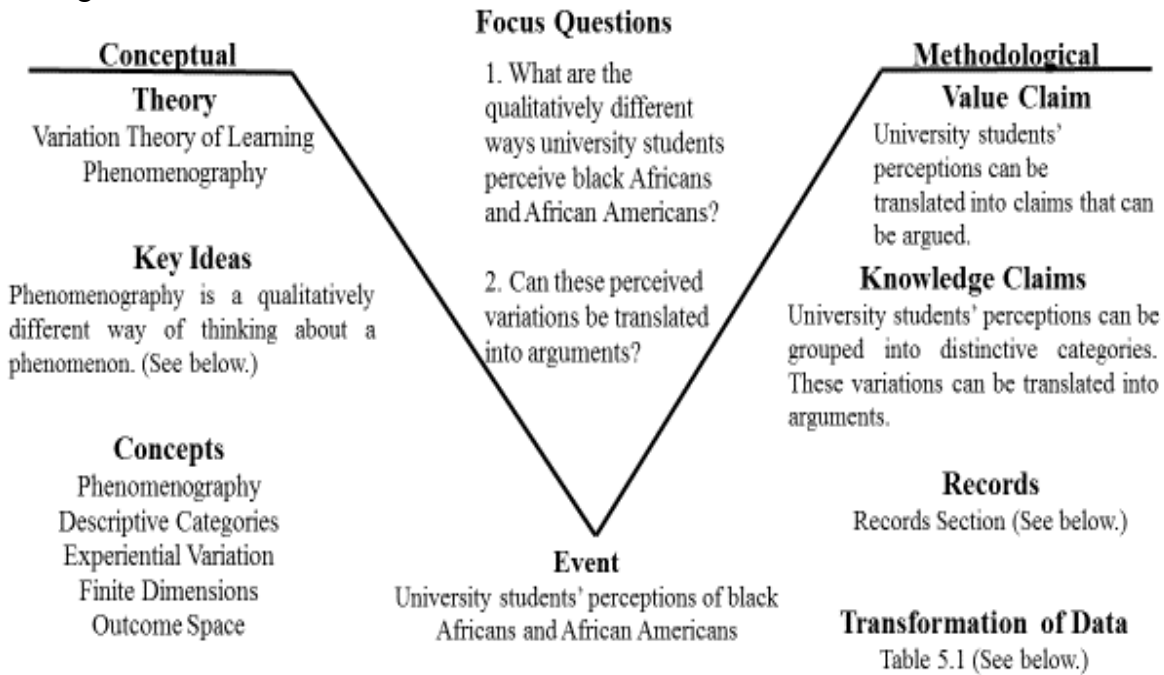 Focus Questions
1. What are the
qualitatively different
ways university students
perceive black Africans
and African Americans?
2. Can these perceived
variations be translated
into arguments?
Conceptual
Theory
Variation Theory of Learning
Phenomenography
Key Ideas
Phenomenography is a qualitatively
different way of thinking about a
phenomenon. (See below.)
Concepts
Phenomenography
Descriptive Categories
Experiential Variation
Finite Dimensions
Outcome Space
Methodological
Value Claim
University students’
perceptions can be
translated into claims that can
be argued.
Knowledge Claims
University students’ perceptions can be
grouped into distinctive categories.
These variations can be translated into
arguments.
Records
Records Section (See below.)
Transformation of Data
Table 5.1 (See below.)
Event
University students’ perceptions of black
Africans and African Americans